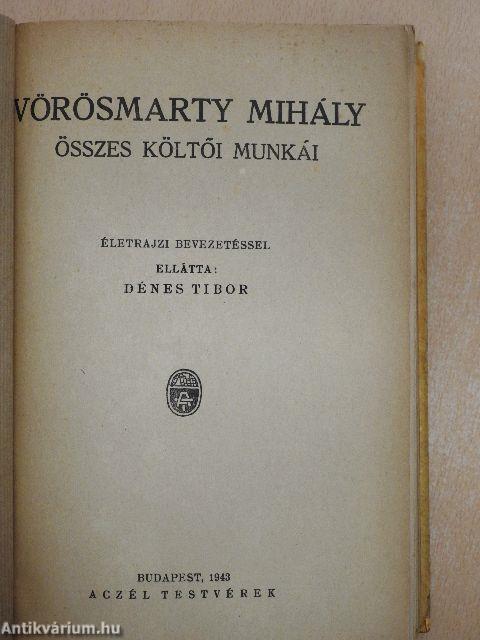 VÖRÖSMARTY MIHÁLY
ÖSSZES KÖLTŐI MUNKÁI
ÉLETRAJZI BEVEZETÉSSEL
ELLÁTTA:
DÉNES TIBOR
BUDAPEST, 1943
ACZÉL TESTVÉREK
Antikvárium.hu